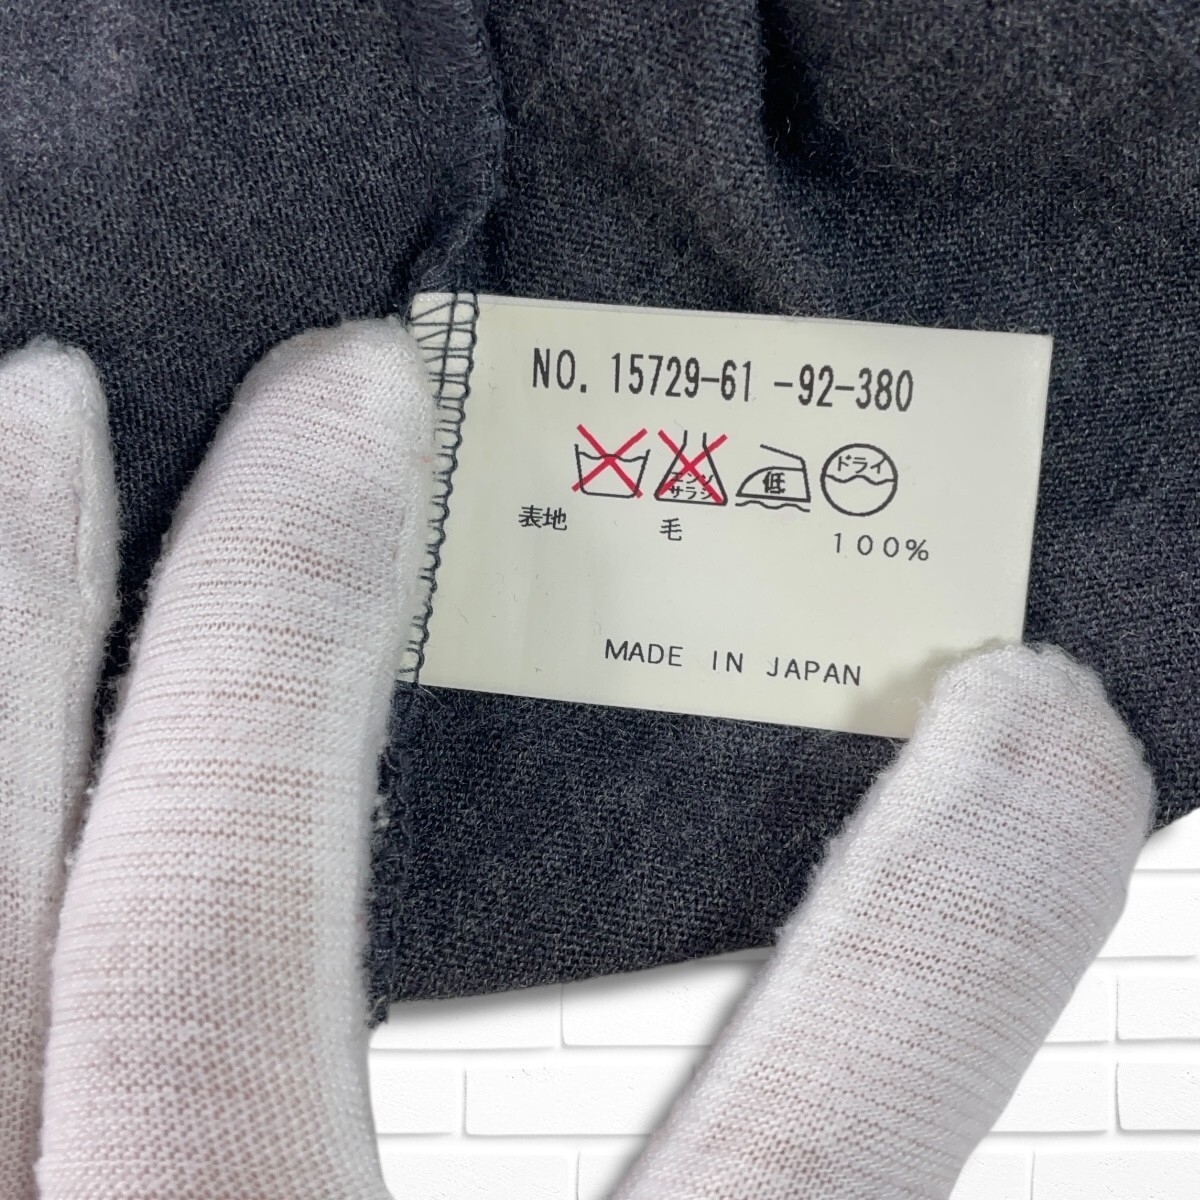 NO. 15729-61 -92-380
エンソ サラシ 低 ドライ
表地 毛 100%
MADE IN JAPAN